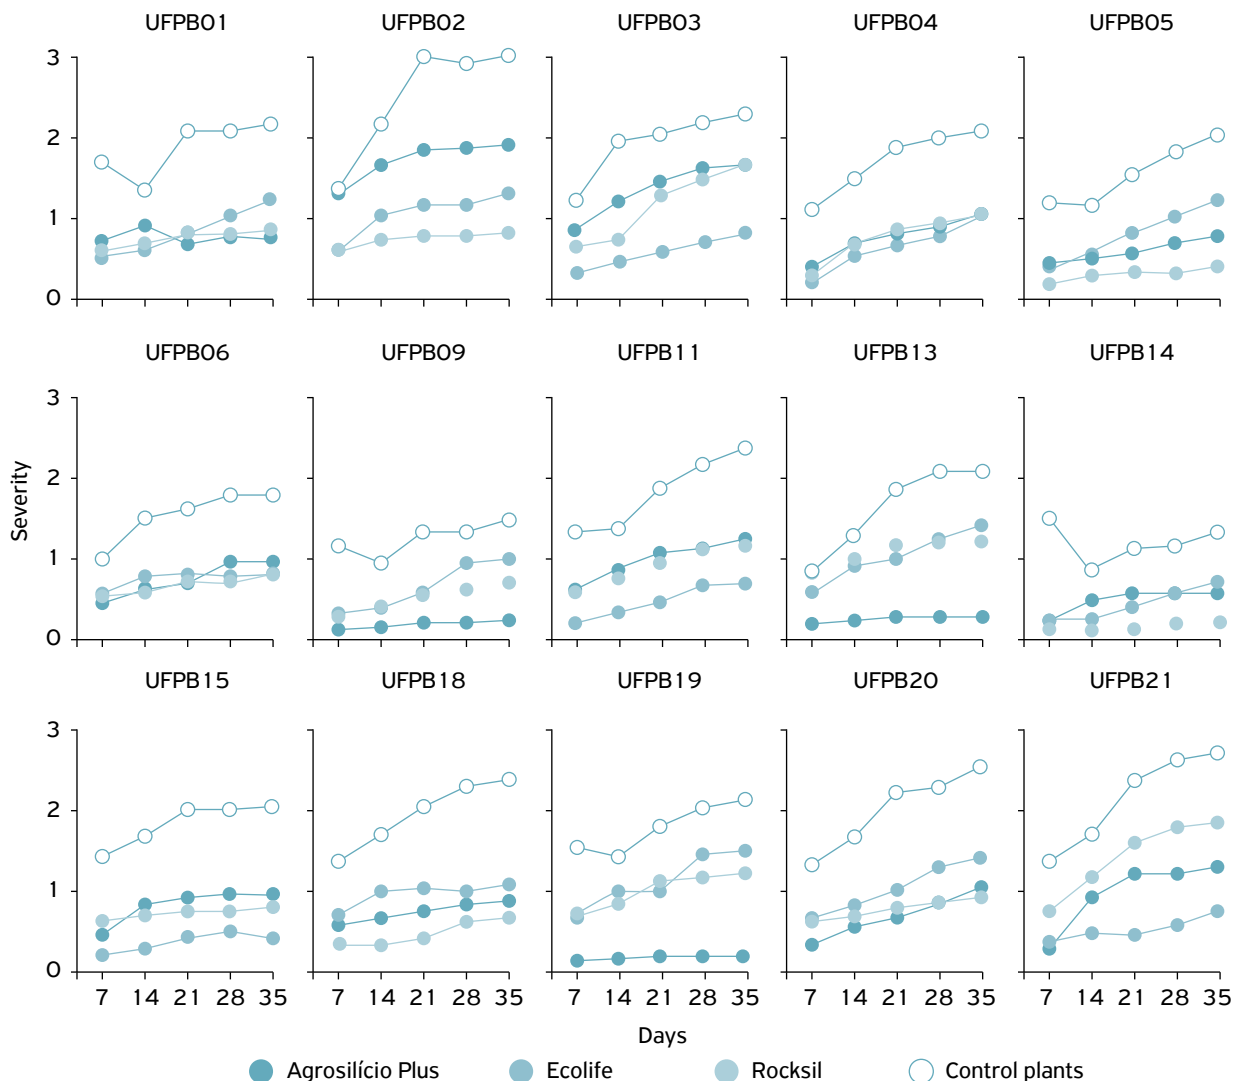 UFPB01 UFPB02 UFPB03 UFPB04 UFPB05
3
2
1
0
UFPB06 UFPB09 UFPB11 UFPB13 UFPB14
3
2
1
0
Severity
UFPB15 UFPB18 UFPB19 UFPB20 UFPB21
3
2
1
0
7 14 21 28 35 7 14 21 28 35 7 14 21 28 35 7 14 21 28 35 7 14 21 28 35
Days
Agrosilício Plus Ecolife Rocksil Control plants